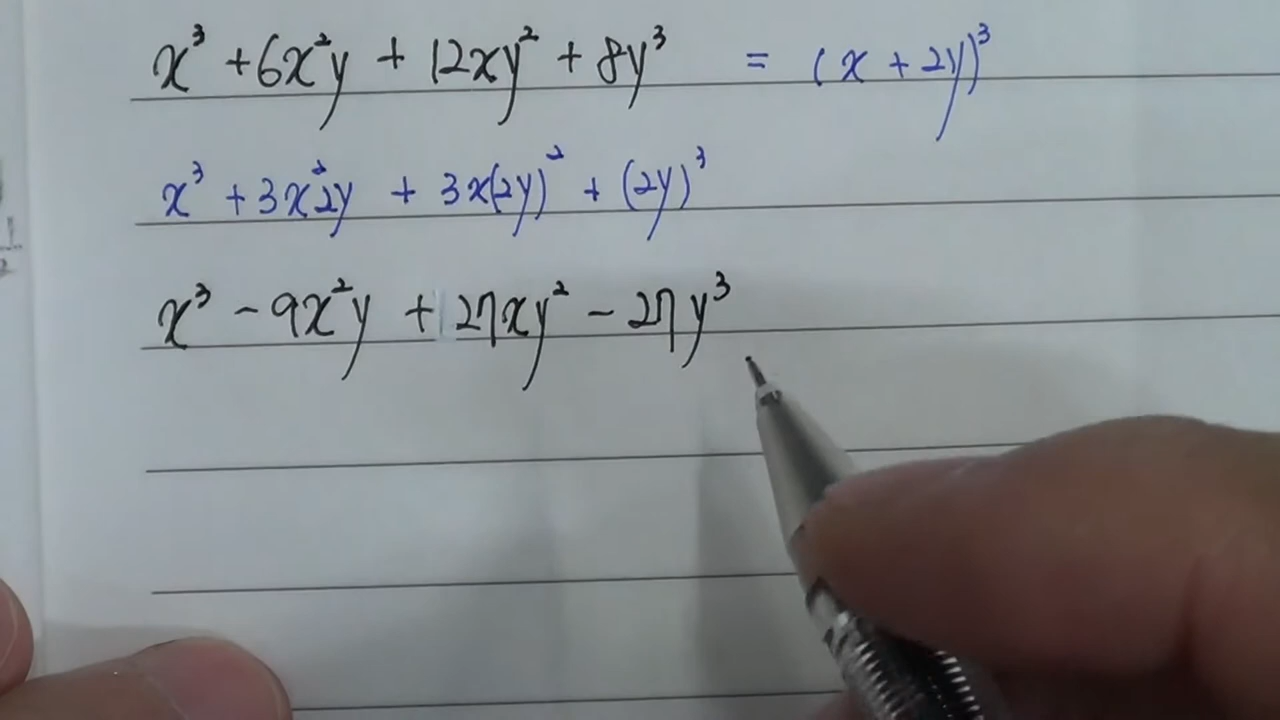 x³ + 6x²y + 12xy² + 8y³ = (x + 2y)³
x³ + 3x²2y + 3x(2y)² + (2y)³
x³ - 9x²y + 27xy² - 27y³